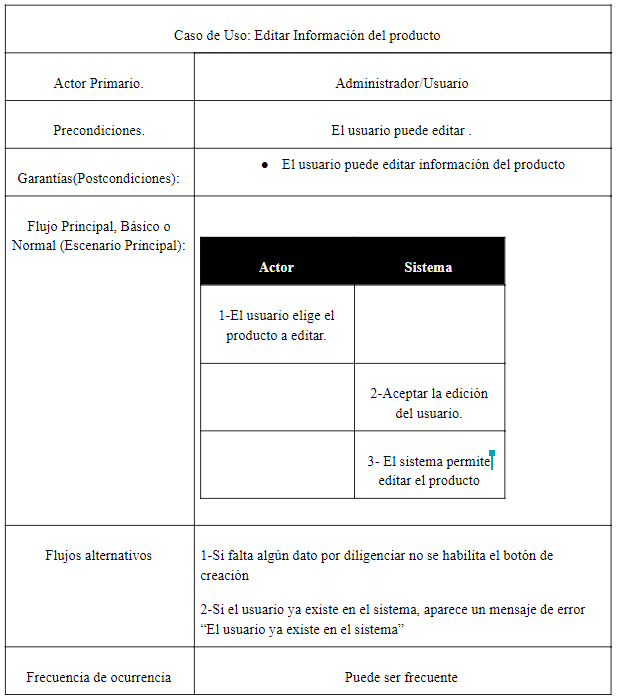 Caso de Uso: Editar Información del producto
Actor Primario.
Administrador/Usuario
Precondiciones.
El usuario puede editar .
Garantías(Postcondiciones):
● El usuario puede editar información del producto
Flujo Principal, Básico o
Normal (Escenario Principal):
Actor
Sistema
1-El usuario elige el
producto a editar.
2-Aceptar la edición
del usuario.
3- El sistema permite
editar el producto
Flujos alternativos
1-Si falta algún dato por diligenciar no se habilita el botón de
creación
2-Si el usuario ya existe en el sistema, aparece un mensaje de error
“El usuario ya existe en el sistema”
Frecuencia de ocurrencia
Puede ser frecuente